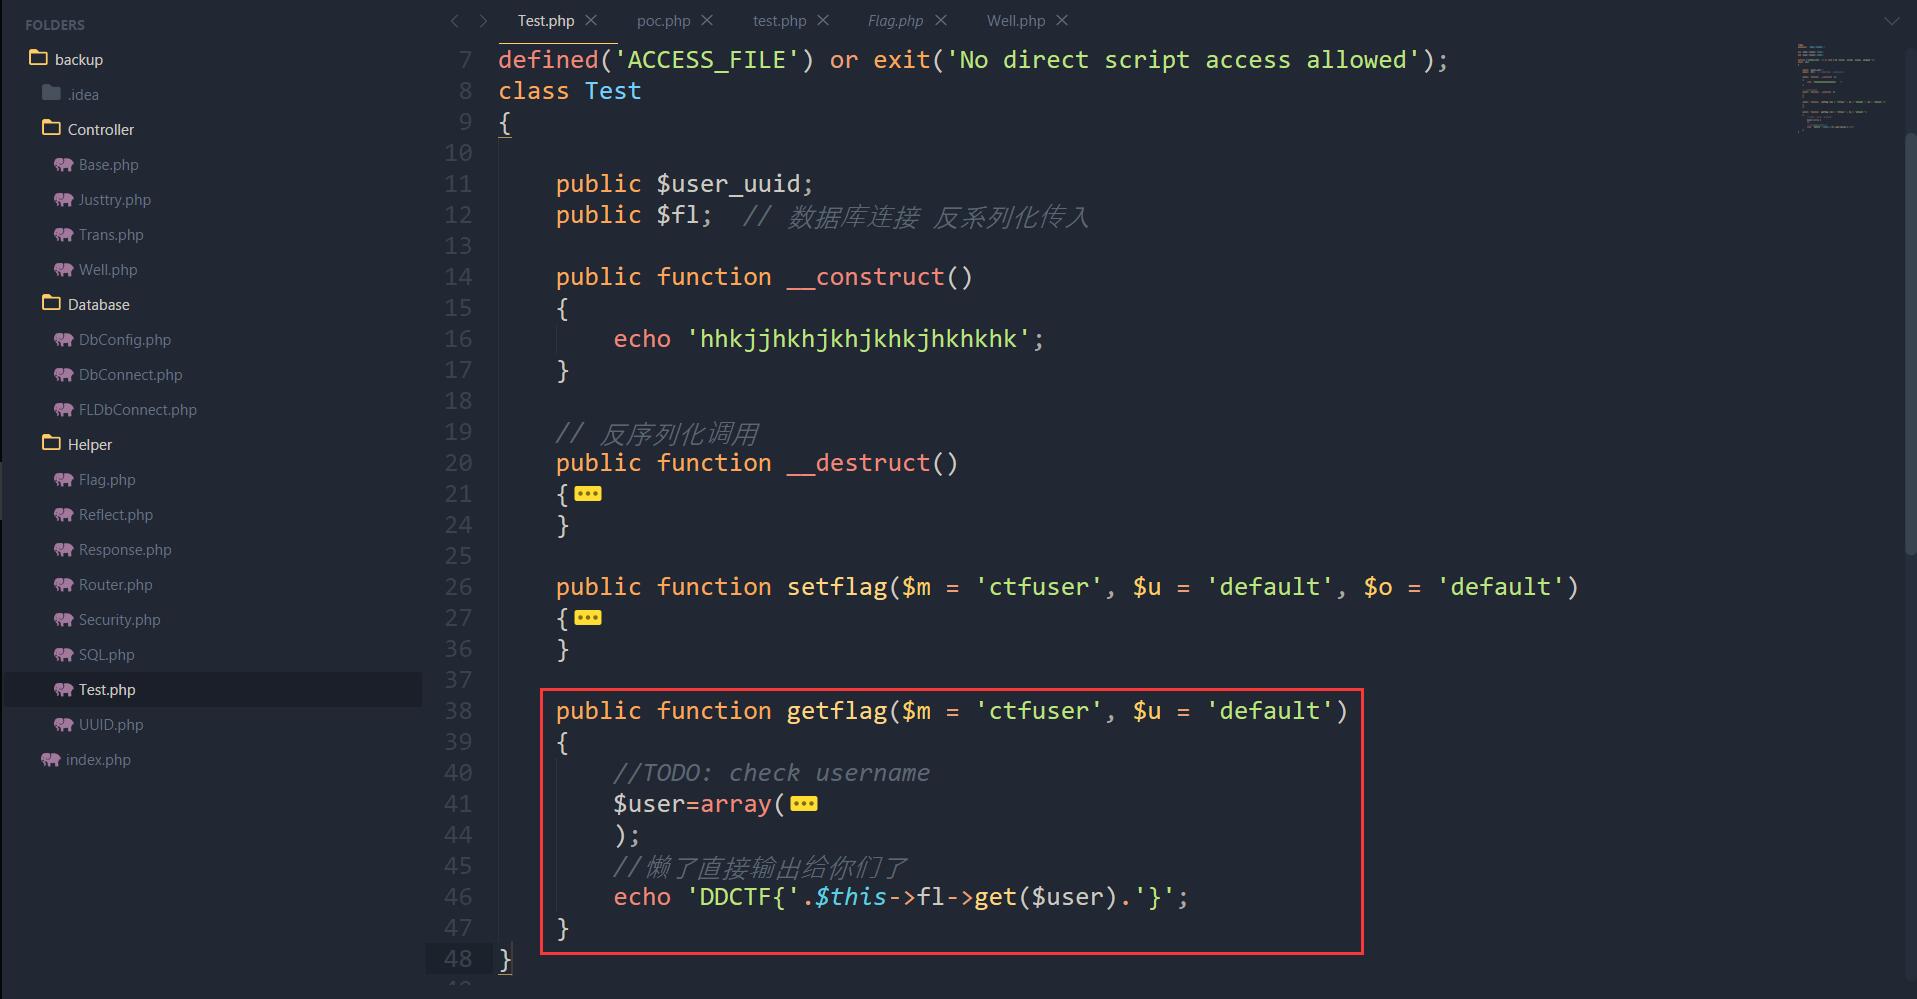 FOLDERS
backup
.idea
Controller
Base.php
Justtry.php
Trans.php
Well.php
Database
DbConfig.php
DbConnect.php
FLDbConnect.php
Helper
Flag.php
Reflect.php
Response.php
Router.php
Security.php
SQL.php
Test.php
UUID.php
index.php
Test.php poc.php test.php Flag.php Well.php
7 defined('ACCESS_FILE') or exit('No direct script access allowed');
8 class Test
9 {
10
11 public $user_uuid;
12 public $fl; // 数据库连接 反系列化传入
13
14 public function __construct()
15 {
16 echo 'hhkjjhkhjkhjkhkjhkhkhk';
17 }
18
19 // 反序列化调用
20 public function __destruct()
21 {
24 }
25
26 public function setflag($m = 'ctfuser', $u = 'default', $o = 'default')
27 {
36 }
37
38 public function getflag($m = 'ctfuser', $u = 'default')
39 {
40 //TODO: check username
41 $user=array(
44 );
45 //懒了直接输出给你们了
46 echo 'DDCTF{'.$this->fl->get($user).'}';
47 }
48 }